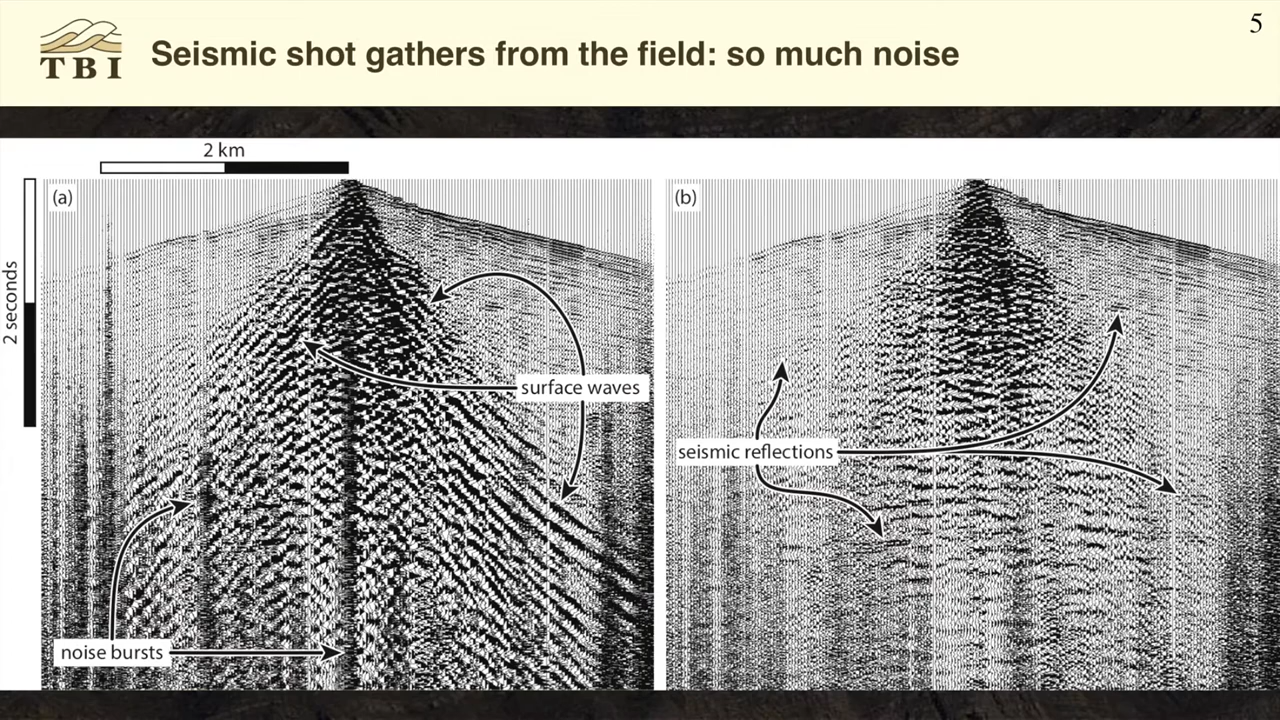 5
TBI
Seismic shot gathers from the field: so much noise
2 km
2 seconds
(a)
surface waves
noise bursts
(b)
seismic reflections